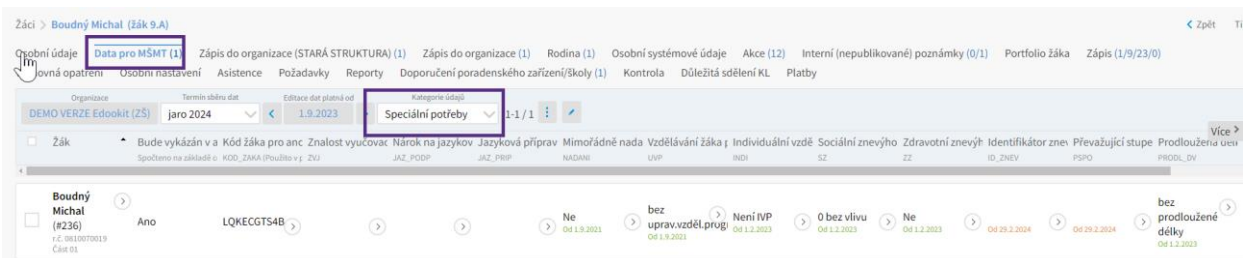 Žáci > Boudný Michal (žák 9.A) Zpět
Osobní údaje Data pro MŠMT (1) Zápis do organizace (STARÁ STRUKTURA) (1) Zápis do organizace (1) Rodina (1) Osobní systémové údaje Akce (12) Interní (nepublikované) poznámky (0/1) Portfolio žáka Zápis (1/9/23/0)
opatření Osobní nastavení Asistence Požadavky Reporty Doporučení poradenského zařízení/školy (1) Kontrola Důležitá sdělení KL Platby
Organizace Termín sběru dat Editace dat platná od Kategorie údajů
DEMO VERZE Edookit (ZŠ) jaro 2024 1.9.2023 Speciální potřeby 1-1 / 1
Více
Žák Bude vykázán v a Kód žáka pro anc Znalost vyučovac Nárok na jazykov Jazyková příprav Mimořádně nada Vzdělávání žáka p Individuální vzdě Sociální znevýho Zdravotní znevýh Identifikátor znev Převažující stupe Prodloužená dél
Spočteno na základě o KOD_ZAKA (Použito v p ZVJ JAZ_PODP JAZ_PRIP NADANI UVP INDI SZ ZZ ID_ZNEV PSPO PRODL_DV
Boudný
Michal
(#236)
r.č. 0810070019
Část 01
Ano
LQKECGTS4B
Ne
Od 1.9.2021
bez
uprav.vzděl.progr
Od 1.9.2021
Není IVP
Od 1.2.2023
0 bez vlivu
Od 1.2.2023
Ne
Od 1.2.2023
Od 29.2.2024
Od 29.2.2024
bez
prodloužené
délky
Od 1.2.2023